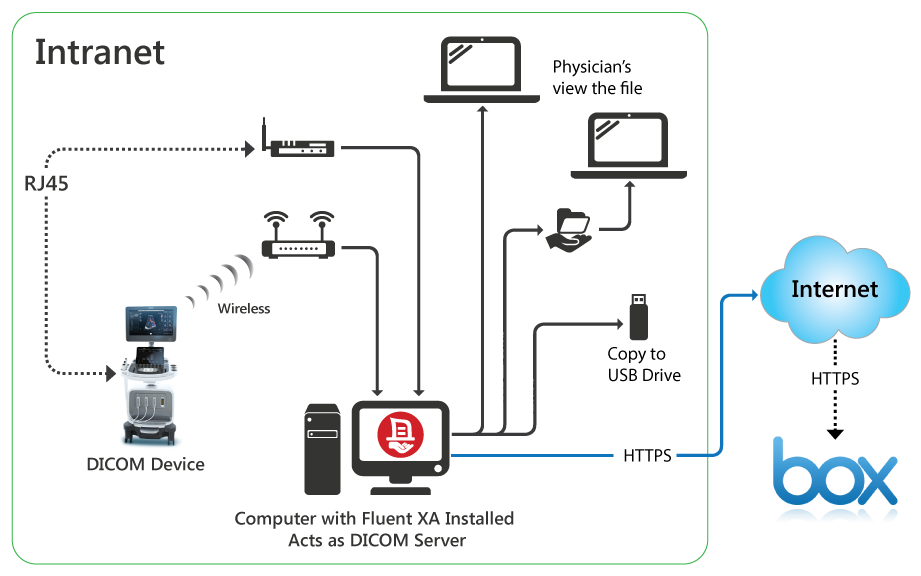 Intranet
Physician's
view the file
RJ45
Wireless
Internet
Copy to
USB Drive
HTTPS
DICOM Device
HTTPS
box
Computer with Fluent XA Installed
Acts as DICOM Server